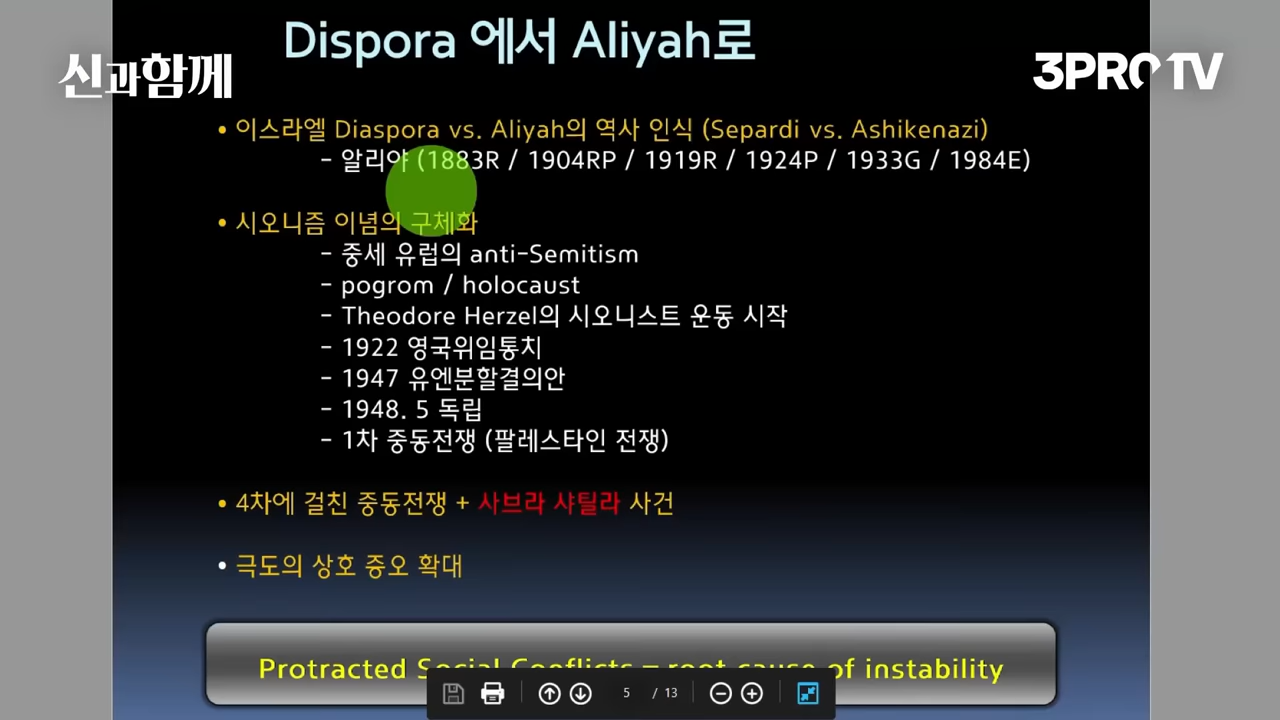 Dispora 에서 Aliyah로
신과함께
3PROTV
• 이스라엘 Diaspora vs. Aliyah의 역사 인식 (Separdi vs. Ashikenazi)
- 알리야 (1883R / 1904RP / 1919R / 1924P / 1933G / 1984E)
• 시오니즘 이념의 구체화
- 중세 유럽의 anti-Semitism
- pogrom / holocaust
- Theodore Herzel의 시오니스트 운동 시작
- 1922 영국위임통치
- 1947 유엔분할결의안
- 1948. 5 독립
- 1차 중동전쟁 (팔레스타인 전쟁)
• 4차에 걸친 중동전쟁 + 사브라 샤틸라 사건
• 극도의 상호 증오 확대
Protracted Social Conflicts – root cause of instability
5 / 13